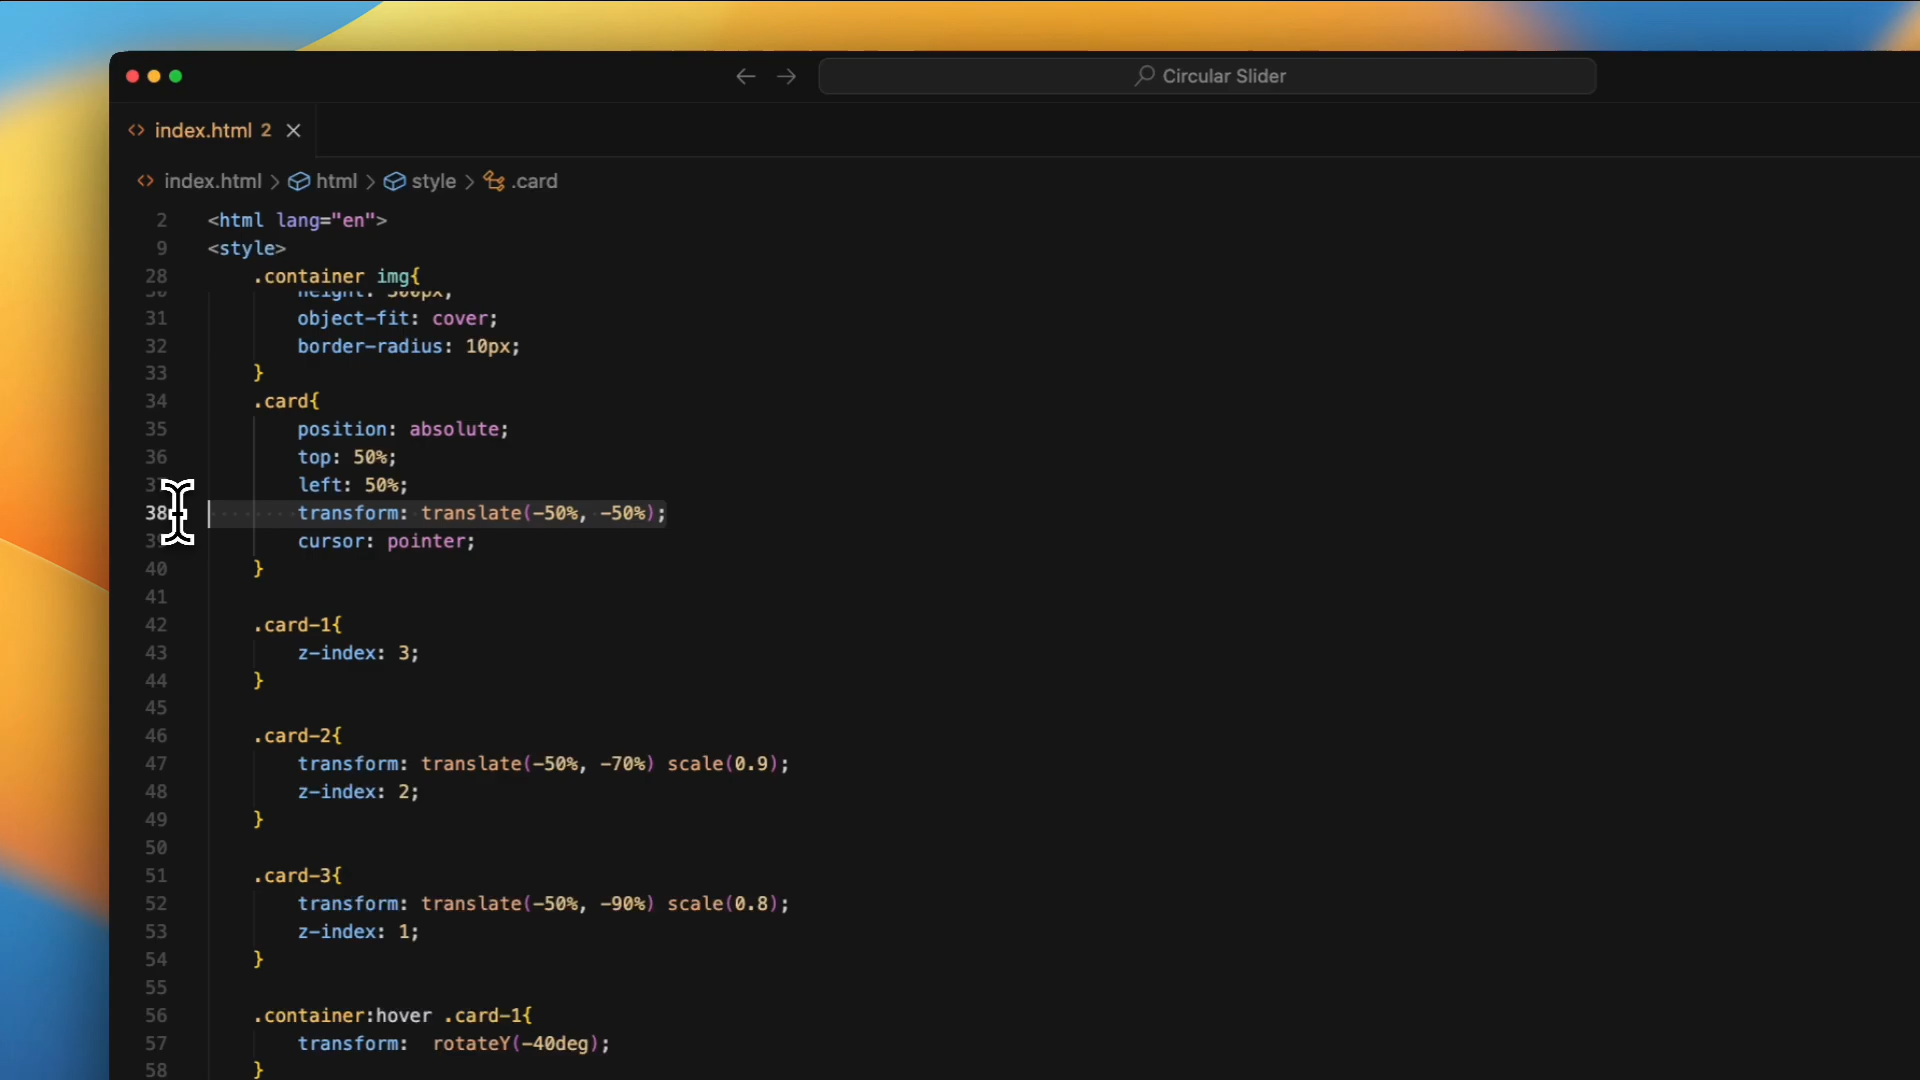 Circular Slider
index.html 2
index.html > html > style > .card
2 <html lang="en">
9 <style>
28 .container img{
30 height: 300px;
31 object-fit: cover;
32 border-radius: 10px;
33 }
34 .card{
35 position: absolute;
36 top: 50%;
37 left: 50%;
38 transform: translate(-50%, -50%);
39 cursor: pointer;
40 }
41
42 .card-1{
43 z-index: 3;
44 }
45
46 .card-2{
47 transform: translate(-50%, -70%) scale(0.9);
48 z-index: 2;
49 }
50
51 .card-3{
52 transform: translate(-50%, -90%) scale(0.8);
53 z-index: 1;
54 }
55
56 .container:hover .card-1{
57 transform: rotateY(-40deg);
58 }